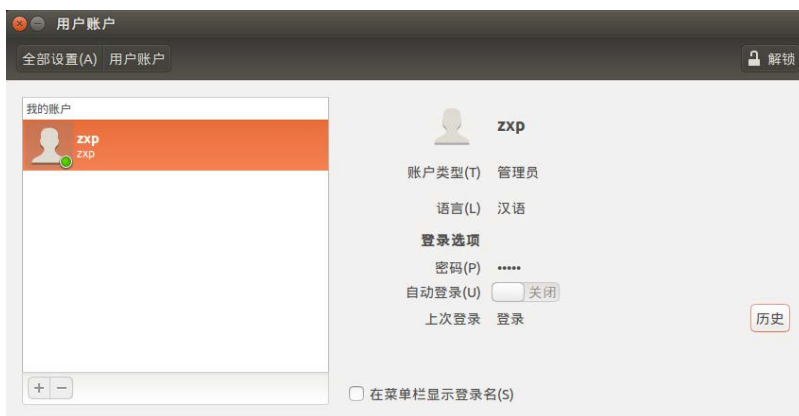 用户账户
全部设置(A) 用户账户 解锁
我的账户
zxp
zxp
zxp
账户类型(T) 管理员
语言(L) 汉语
登录选项
密码(P) •••••
自动登录(U) 关闭
上次登录 登录 历史
+ −
在菜单栏显示登录名(S)